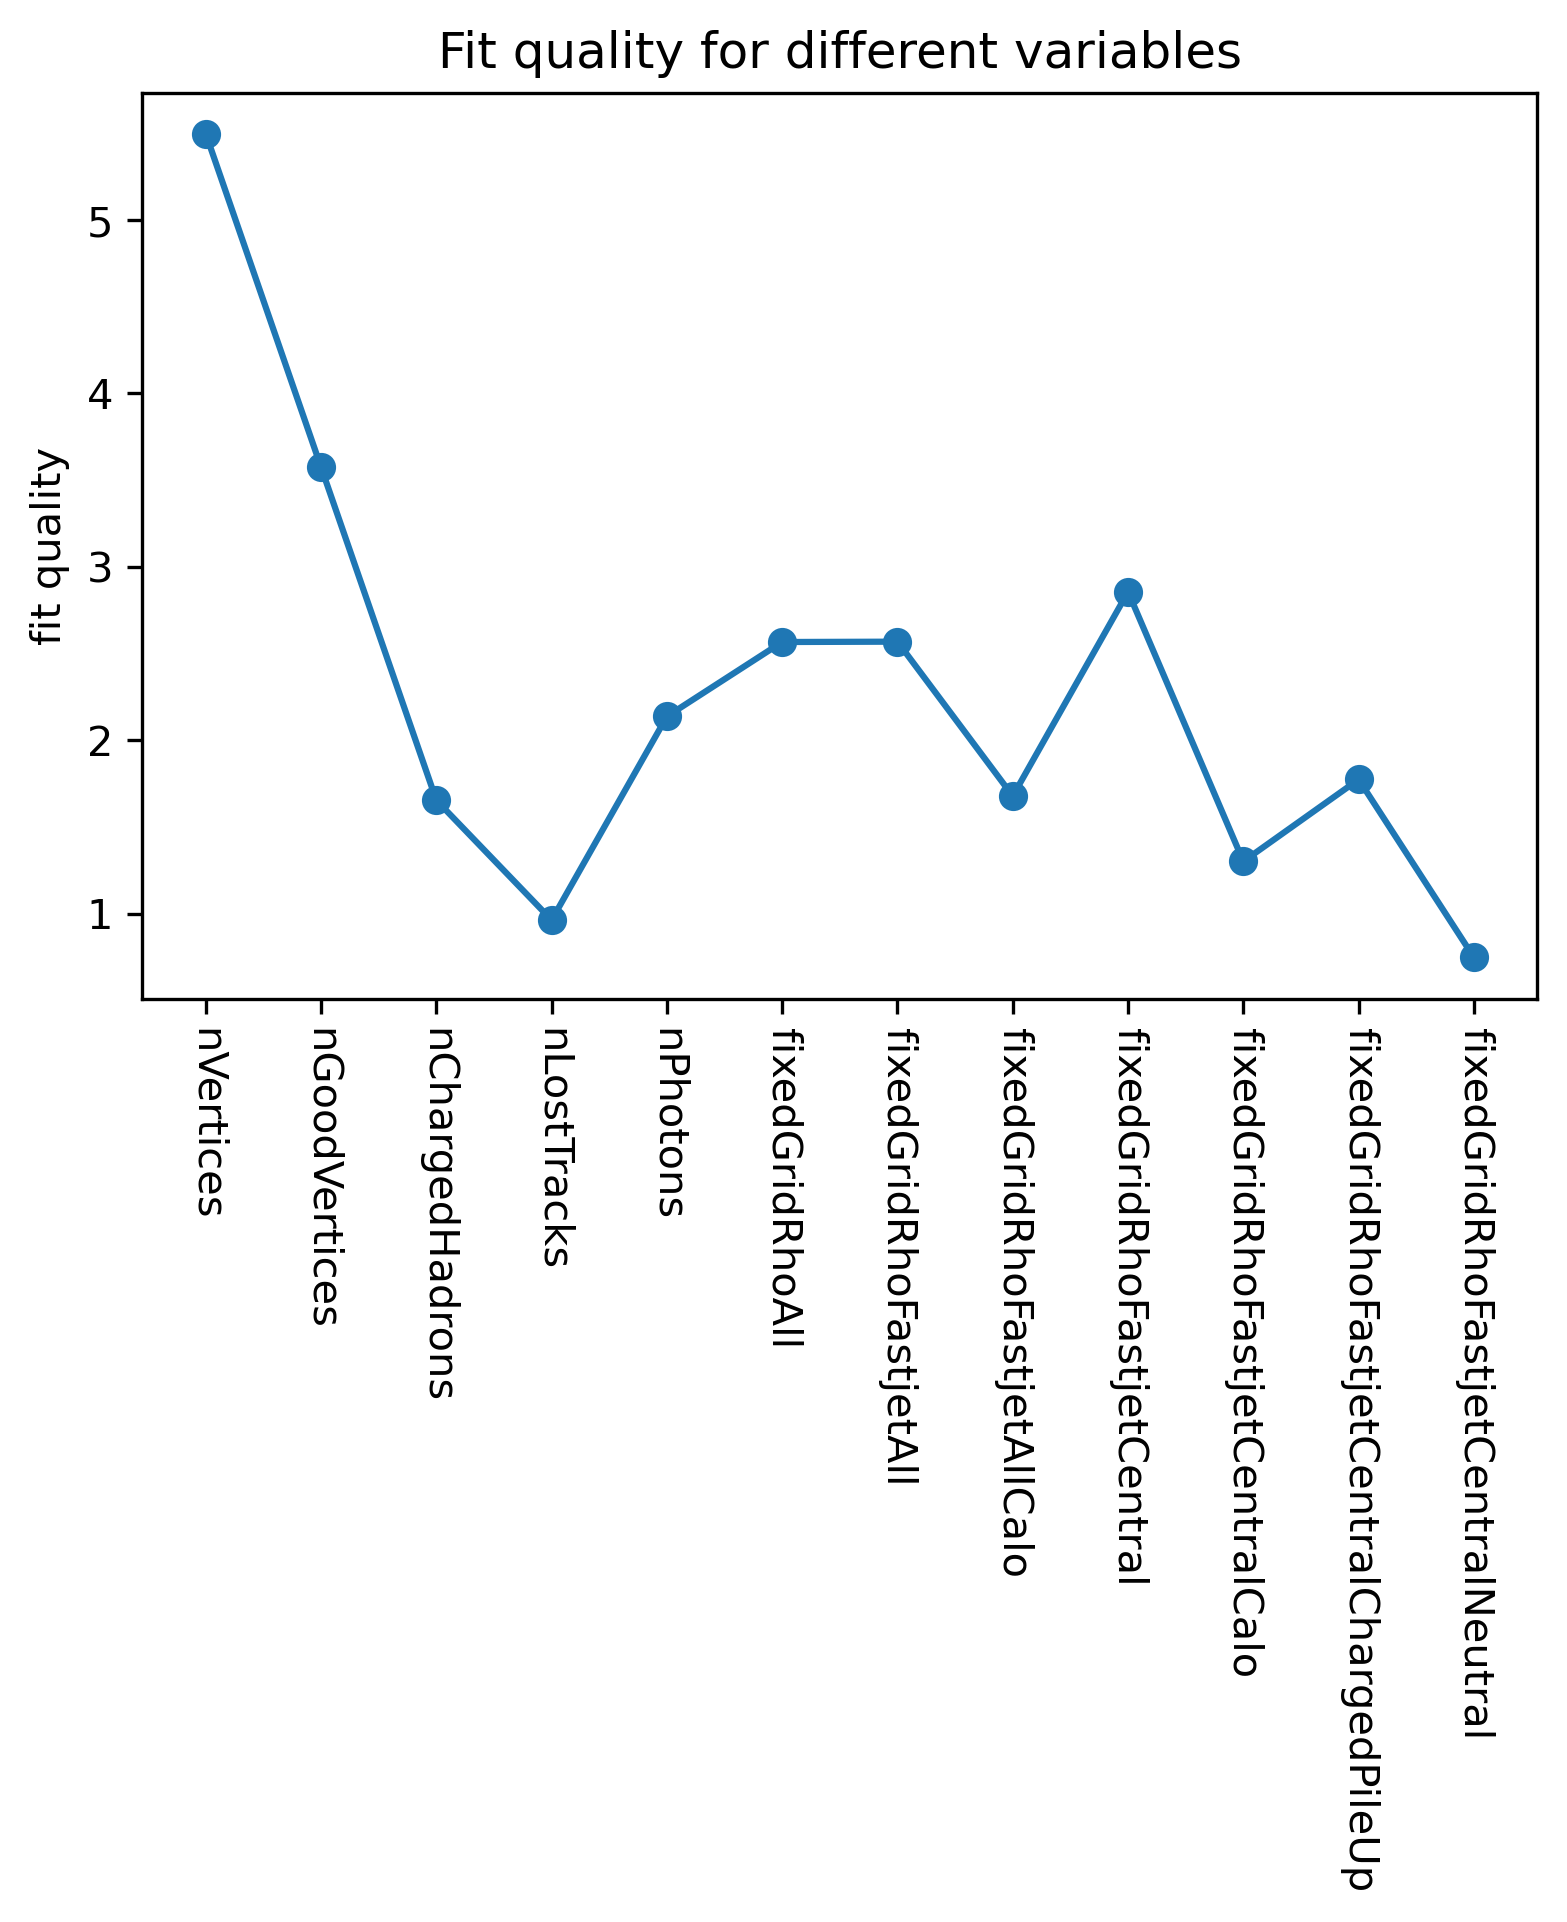 Fit quality for different variables
fit quality
5
4
3
2
1
nVertices
nGoodVertices
nChargedHadrons
nLostTracks
nPhotons
fixedGridRhoAll
fixedGridRhoFastjetAll
fixedGridRhoFastjetAllCalo
fixedGridRhoFastjetCentral
fixedGridRhoFastjetCentralCalo
fixedGridRhoFastjetCentralChargedPileUp
fixedGridRhoFastjetCentralNeutral